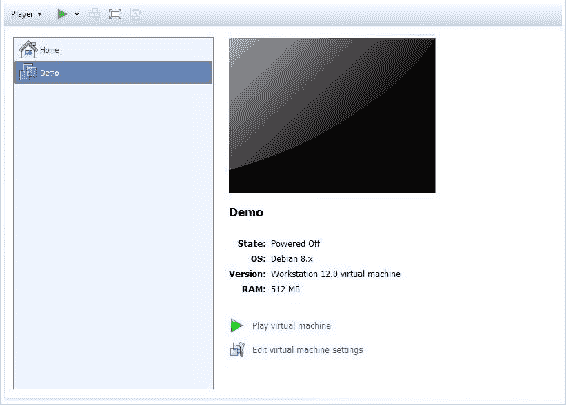 Player
Home
Demo
Demo
State: Powered Off
OS: Debian 8.x
Version: Workstation 12.0 virtual machine
RAM: 512 MB
Play virtual machine
Edit virtual machine settings